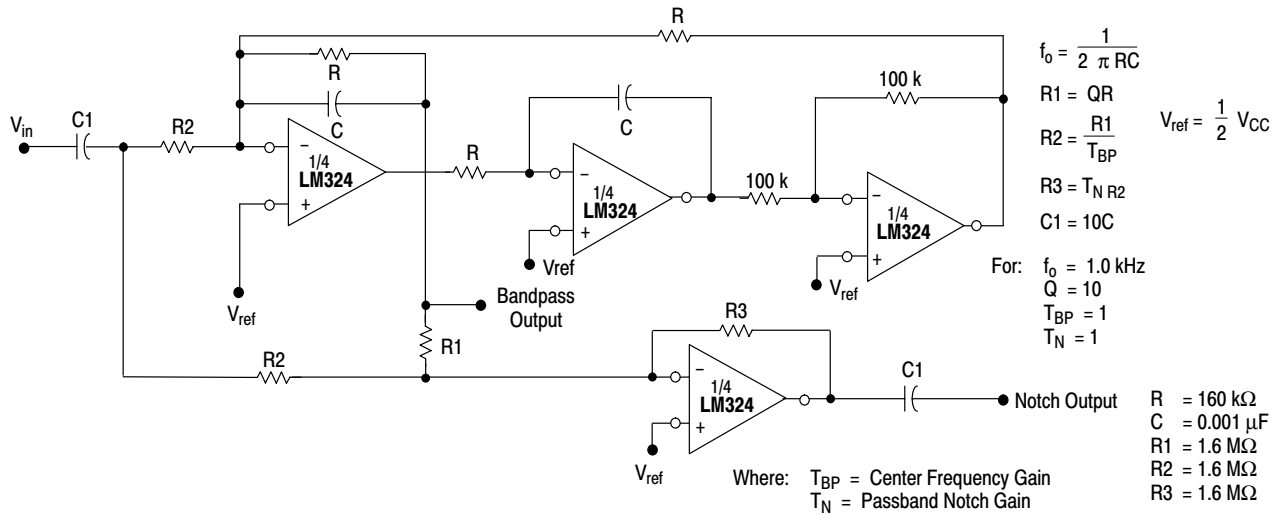 R
R
C
C1
V_in
R2
1/4
LM324
−
+
V_ref
R
C
1/4
LM324
−
+
Vref
100 k
100 k
1/4
LM324
−
+
V_ref
Bandpass
Output
R1
R2
R3
1/4
LM324
−
+
V_ref
C1
Notch Output
f_o = 1 / 2 π RC
R1 = QR
R2 = R1 / T_BP
R3 = T_N R2
C1 = 10C
V_ref = 1/2 V_CC
For: f_o = 1.0 kHz
Q = 10
T_BP = 1
T_N = 1
R = 160 kΩ
C = 0.001 μF
R1 = 1.6 MΩ
R2 = 1.6 MΩ
R3 = 1.6 MΩ
Where: T_BP = Center Frequency Gain
T_N = Passband Notch Gain